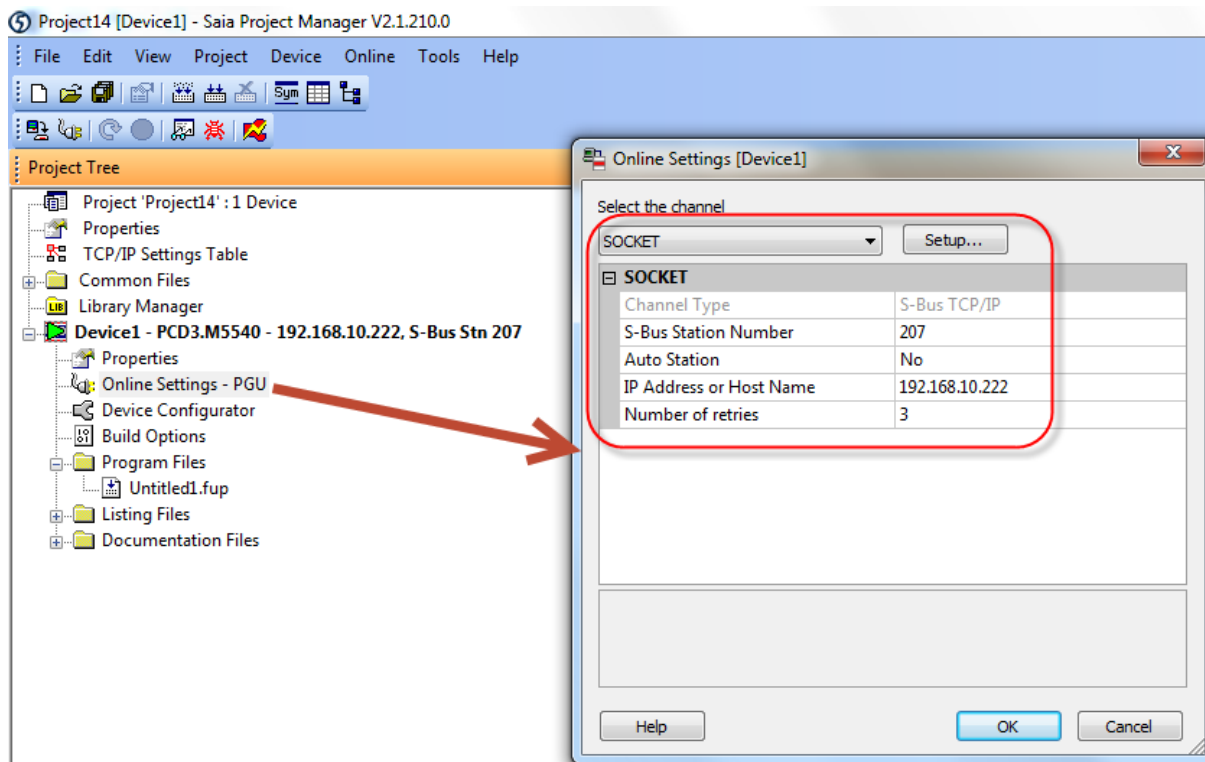 Project14 [Device1] - Saia Project Manager V2.1.210.0
File Edit View Project Device Online Tools Help
Sym
Project Tree
Project 'Project14' : 1 Device
Properties
TCP/IP Settings Table
Common Files
LIB Library Manager
Device1 - PCD3.M5540 - 192.168.10.222, S-Bus Stn 207
Properties
Online Settings - PGU
Device Configurator
Build Options
Program Files
Untitled1.fup
Listing Files
Documentation Files
Online Settings [Device1]
Select the channel
SOCKET Setup...
SOCKET
Channel Type S-Bus TCP/IP
S-Bus Station Number 207
Auto Station No
IP Address or Host Name 192.168.10.222
Number of retries 3
Help OK Cancel